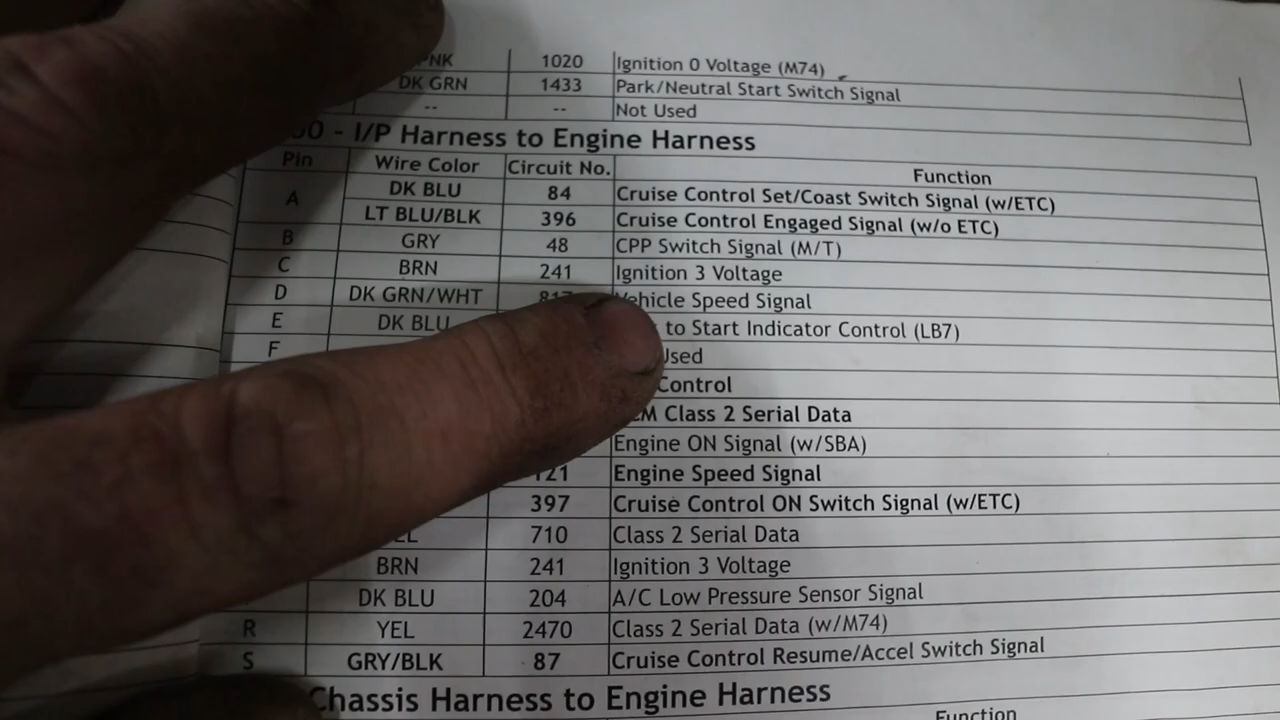 PNK 1020 Ignition 0 Voltage (M74)
DK GRN 1433 Park/Neutral Start Switch Signal
-- -- Not Used
- I/P Harness to Engine Harness
Pin Wire Color Circuit No. Function
A DK BLU 84 Cruise Control Set/Coast Switch Signal (w/ETC)
LT BLU/BLK 396 Cruise Control Engaged Signal (w/o ETC)
B GRY 48 CPP Switch Signal (M/T)
C BRN 241 Ignition 3 Voltage
D DK GRN/WHT 817 Vehicle Speed Signal
E DK BLU to Start Indicator Control (LB7)
F Used
Control
Class 2 Serial Data
Engine ON Signal (w/SBA)
121 Engine Speed Signal
397 Cruise Control ON Switch Signal (w/ETC)
710 Class 2 Serial Data
BRN 241 Ignition 3 Voltage
DK BLU 204 A/C Low Pressure Sensor Signal
R YEL 2470 Class 2 Serial Data (w/M74)
S GRY/BLK 87 Cruise Control Resume/Accel Switch Signal
Chassis Harness to Engine Harness
Function